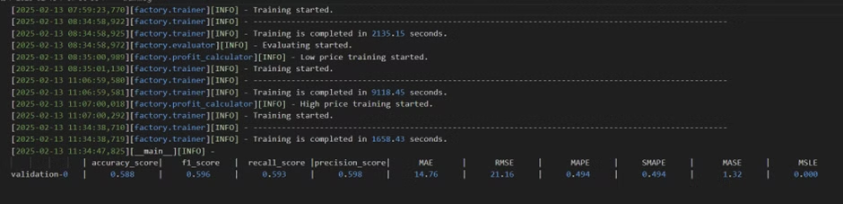 [2025-02-13 07:59:23,770][factory.trainer][INFO] - Training started.
[2025-02-13 08:34:58,922][factory.trainer][INFO] - ----------------------------------------------------------------------------------------------------
[2025-02-13 08:34:58,925][factory.trainer][INFO] - Training is completed in 2135.15 seconds.
[2025-02-13 08:34:58,972][factory.evaluator][INFO] - Evaluating started.
[2025-02-13 08:35:00,989][factory.profit_calculator][INFO] - Low price training started.
[2025-02-13 08:35:01,130][factory.trainer][INFO] - Training started.
[2025-02-13 11:06:59,580][factory.trainer][INFO] - ----------------------------------------------------------------------------------------------------
[2025-02-13 11:06:59,581][factory.trainer][INFO] - Training is completed in 9118.45 seconds.
[2025-02-13 11:07:00,018][factory.profit_calculator][INFO] - High price training started.
[2025-02-13 11:07:00,292][factory.trainer][INFO] - Training started.
[2025-02-13 11:34:38,710][factory.trainer][INFO] - ----------------------------------------------------------------------------------------------------
[2025-02-13 11:34:38,719][factory.trainer][INFO] - Training is completed in 1658.43 seconds.
[2025-02-13 11:34:47,825][__main__][INFO] -
| accuracy_score| f1_score | recall_score |precision_score| MAE | RMSE | MAPE | SMAPE | MASE | MSLE
validation-0 | 0.588 | 0.596 | 0.593 | 0.598 | 14.76 | 21.16 | 0.494 | 0.494 | 1.32 | 0.000